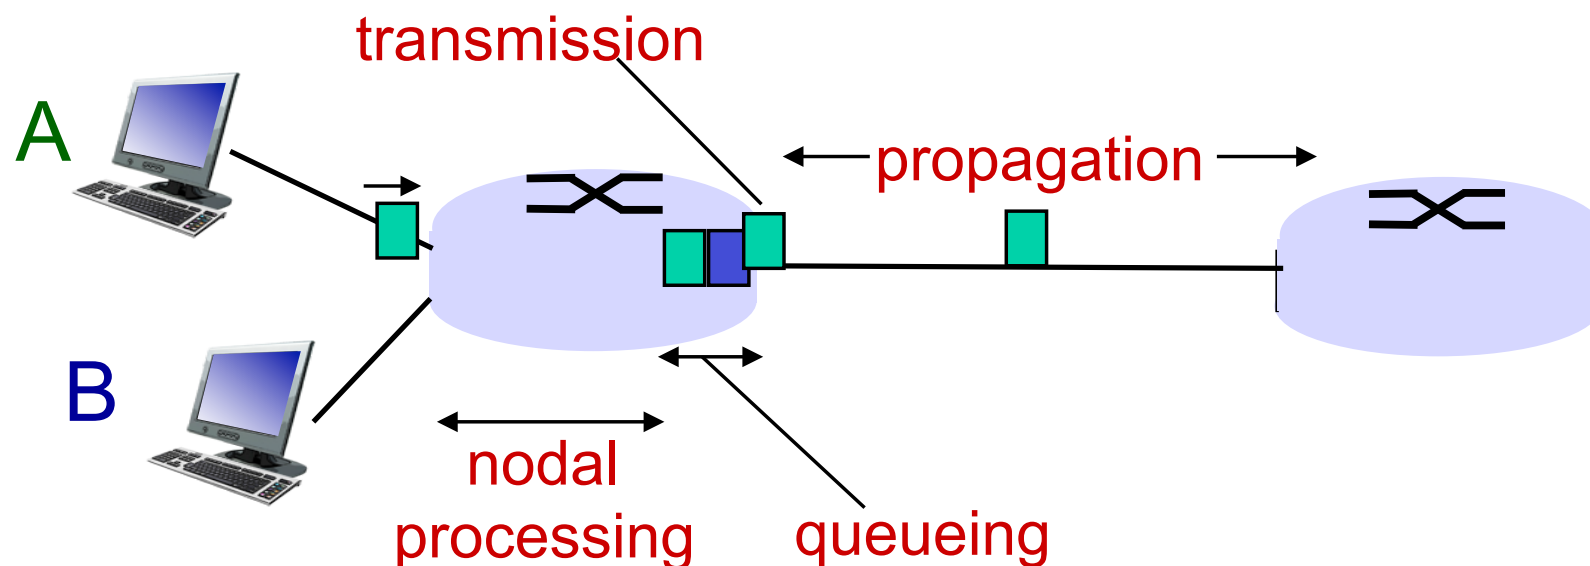 transmission
A
propagation
B
nodal
processing
queueing